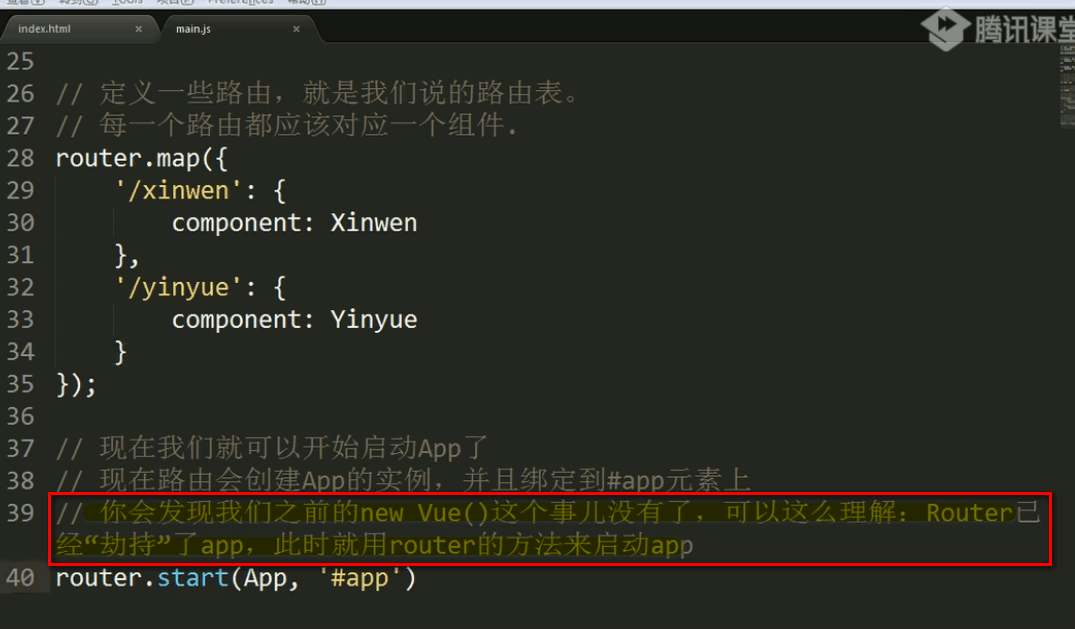 index.html × main.js ×
腾讯课堂
25
26 // 定义一些路由，就是我们说的路由表。
27 // 每一个路由都应该对应一个组件.
28 router.map({
29 '/xinwen': {
30 component: Xinwen
31 },
32 '/yinyue': {
33 component: Yinyue
34 }
35 });
36
37 // 现在我们就可以开始启动App了
38 // 现在路由会创建App的实例，并且绑定到#app元素上
39 // 你会发现我们之前的new Vue()这个事儿没有了，可以这么理解：Router已
经“劫持”了app，此时就用router的方法来启动app
40 router.start(App, '#app')